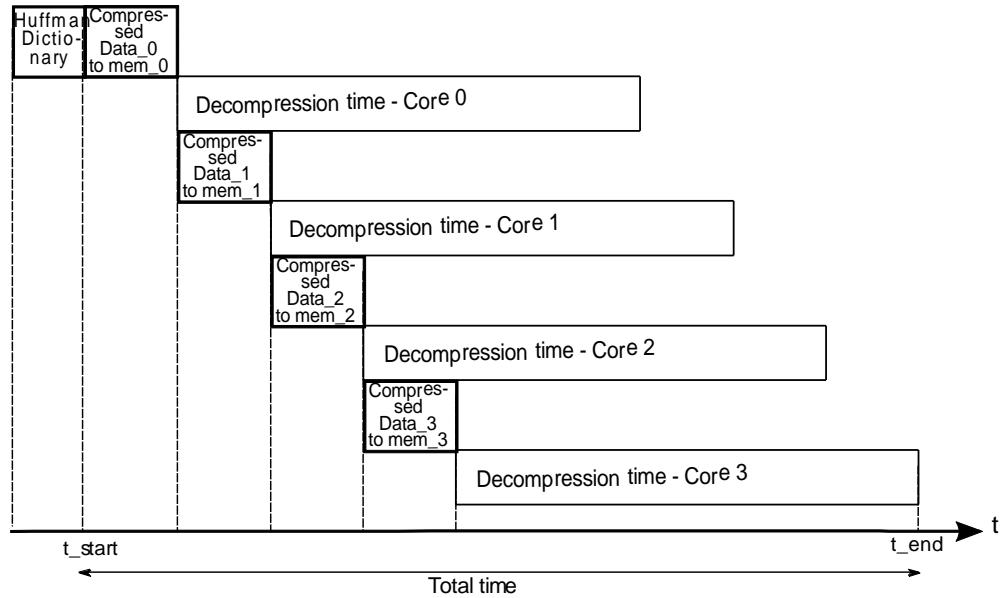 Huffman
Dictio-
nary
Compres-
sed
Data_0
to mem_0
Decompression time - Core 0
Compres-
sed
Data_1
to mem_1
Decompression time - Core 1
Compres-
sed
Data_2
to mem_2
Decompression time - Core 2
Compres-
sed
Data_3
to mem_3
Decompression time - Core 3
t
t_start
t_end
Total time